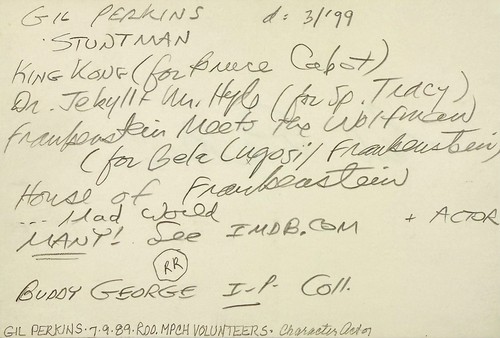 GIL PERKINS d: 3/'99
STUNTMAN
KING KONG (for Bruce Cabot)
Dr. Jekyll + Mr. Hyde (for Sp. Tracy)
Frankenstein Meets The Wolfman
(for Bela Lugosi / Frankenstein)
House of Frankenstein
... Mad World
MANY! See IMDB.COM + ACTOR
RR
BUDDY GEORGE I-P. Coll.
GIL PERKINS. 7-9-89. ROD. MPCH VOLUNTEERS. Character Actor